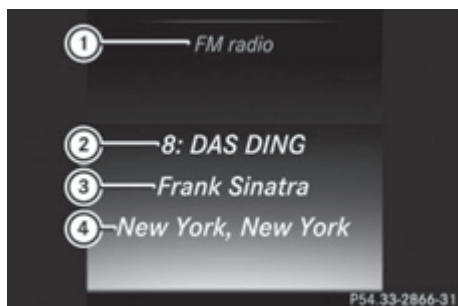 1 FM radio
2 8: DAS DING
3 Frank Sinatra
4 New York, New York
P54.33-2866-31